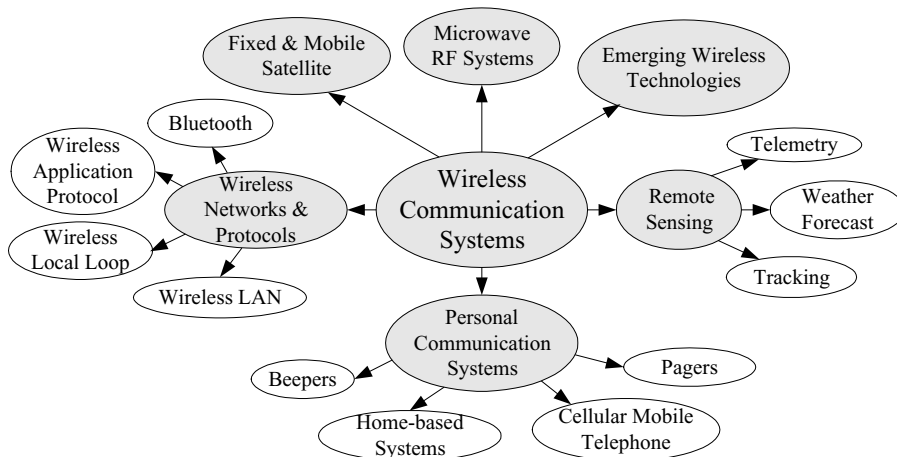 Fixed & Mobile
Satellite
Microwave
RF Systems
Emerging Wireless
Technologies
Bluetooth
Wireless
Application
Protocol
Wireless
Networks &
Protocols
Wireless
Local Loop
Wireless LAN
Wireless
Communication
Systems
Remote
Sensing
Telemetry
Weather
Forecast
Tracking
Personal
Communication
Systems
Beepers
Home-based
Systems
Cellular Mobile
Telephone
Pagers